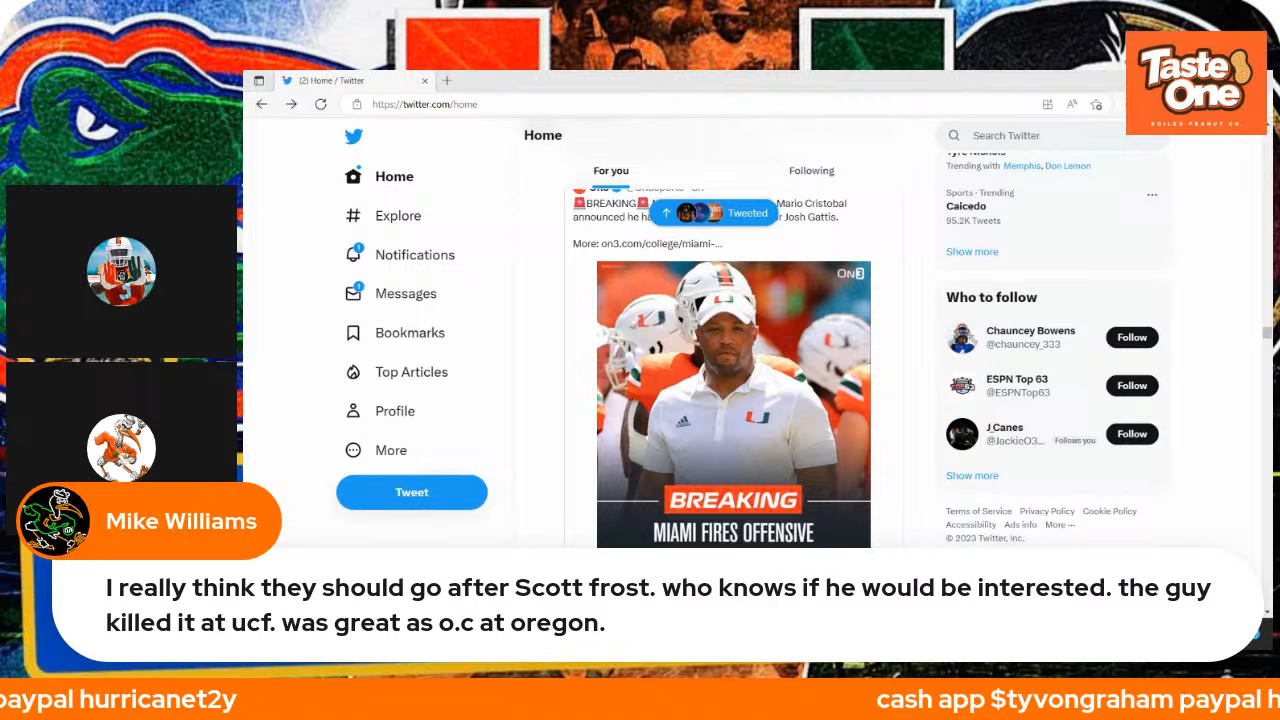 Taste
One
BOILED PEANUT CO
(2) Home / Twitter
https://twitter.com/home
Home
Search Twitter
For you
Following
Home
Explore
Notifications
Messages
Bookmarks
Top Articles
Profile
More
Tweet
BREAKING
Mario Cristobal
announced he ha
Josh Gattis.
Tweeted
More: on3.com/college/miami-...
ON3
BREAKING
MIAMI FIRES OFFENSIVE
Trending with Memphis, Don Lemon
Sports · Trending
Caicedo
95.2K Tweets
Show more
Who to follow
Chauncey Bowens
@chauncey_333
Follow
ESPN Top 63
@ESPNTop63
Follow
J_Canes
@JackieO3... Follows you
Follow
Show more
Terms of Service Privacy Policy Cookie Policy
Accessibility Ads info More ···
© 2023 Twitter, Inc.
Mike Williams
I really think they should go after Scott frost. who knows if he would be interested. the guy
killed it at ucf. was great as o.c at oregon.
paypal hurricanet2y
cash app $tyvongraham paypal h